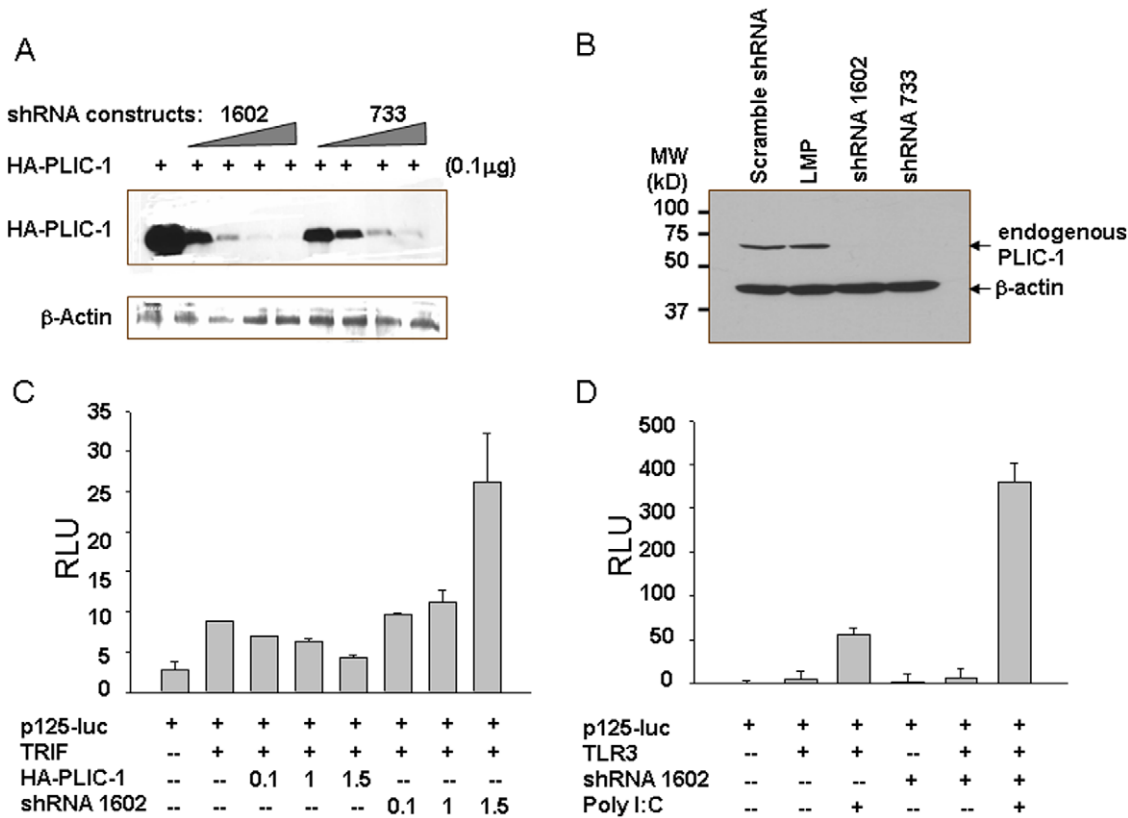 A
shRNA constructs: 1602 733
HA-PLIC-1 + + + + + + + + + (0.1μg)
HA-PLIC-1
β-Actin
B
Scramble shRNA
LMP
shRNA 1602
shRNA 733
MW
(kD)
100
75
50
37
endogenous
PLIC-1
β-actin
C
35
30
25
20
15
10
5
0
RLU
p125-luc + + + + + + + +
TRIF -- + + + + + + +
HA-PLIC-1 -- -- 0.1 1 1.5 -- -- --
shRNA 1602 -- -- -- -- -- 0.1 1 1.5
D
500
400
300
200
100
50
0
RLU
p125-luc + + + + + +
TLR3 -- + + -- + +
shRNA 1602 -- -- -- + + +
Poly I:C -- -- + -- -- +